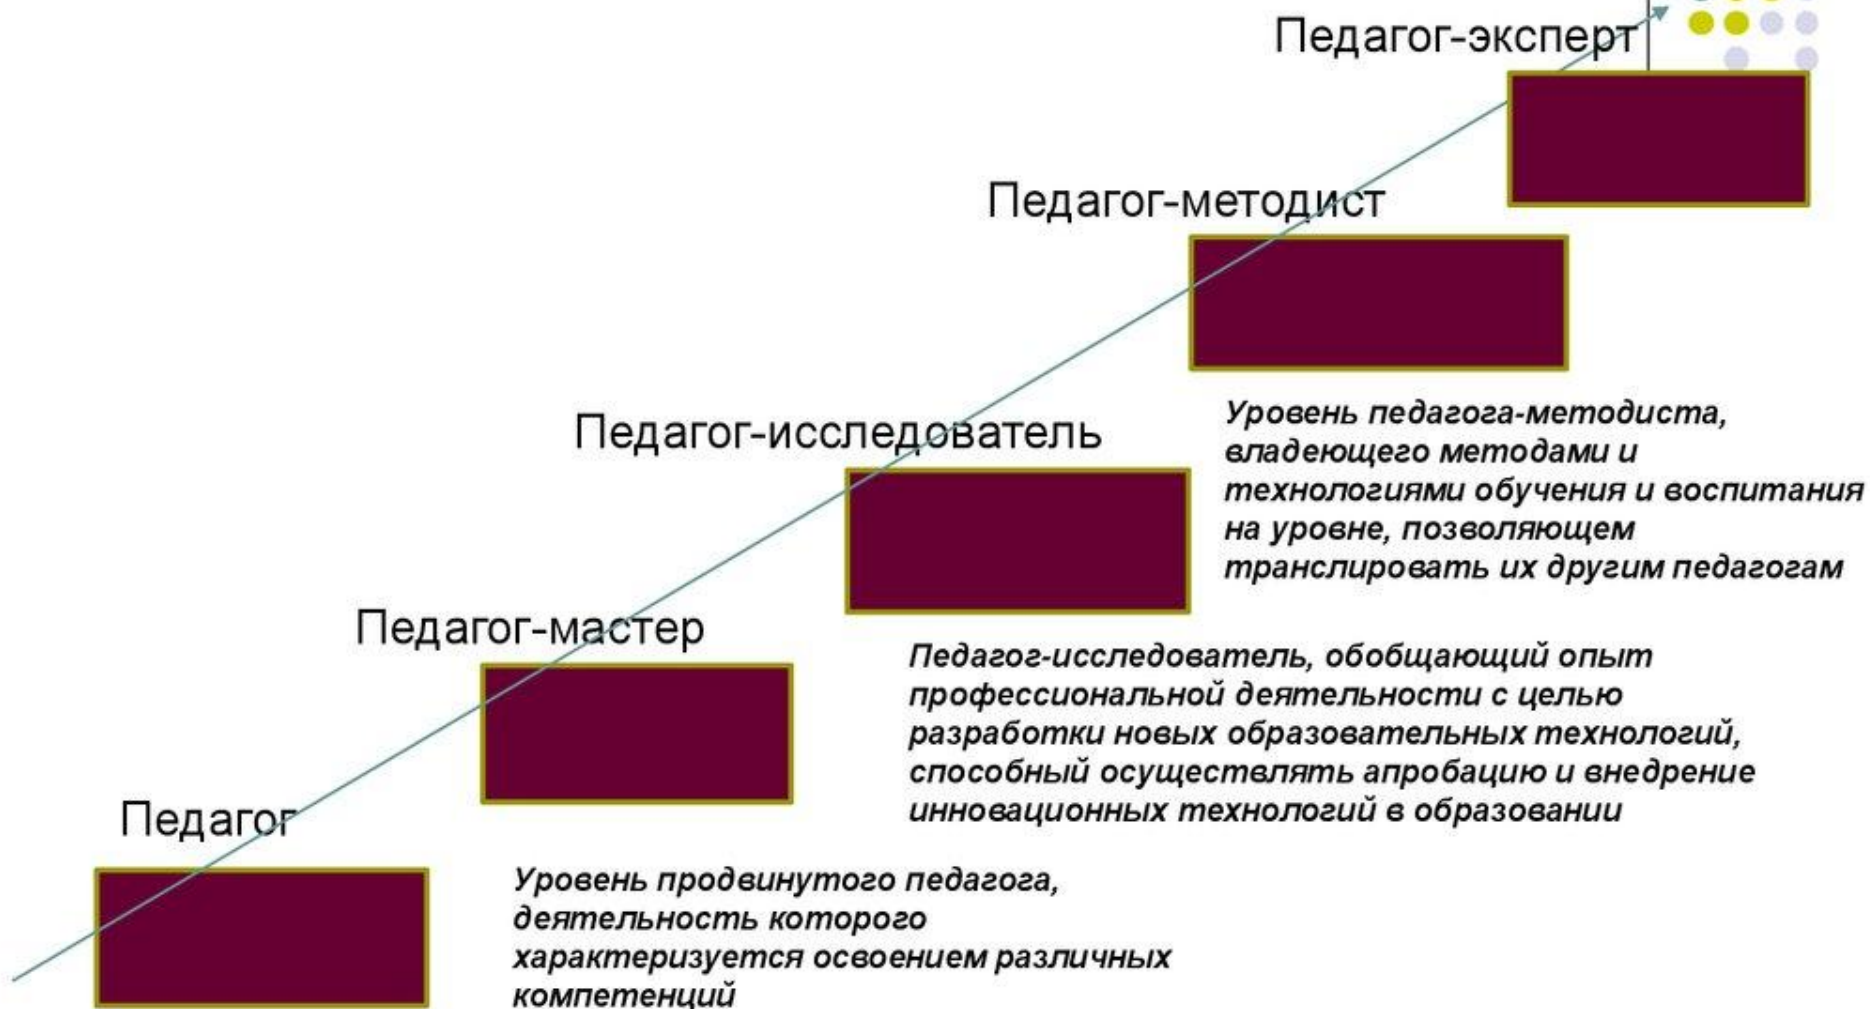 Педагог-эксперт
Педагог-методист
Уровень педагога-методиста,
владеющего методами и
технологиями обучения и воспитания
на уровне, позволяющем
транслировать их другим педагогам
Педагог-исследователь
Педагог-исследователь, обобщающий опыт
профессиональной деятельности с целью
разработки новых образовательных технологий,
способный осуществлять апробацию и внедрение
инновационных технологий в образовании
Педагог-мастер
Уровень продвинутого педагога,
деятельность которого
характеризуется освоением различных
компетенций
Педагог